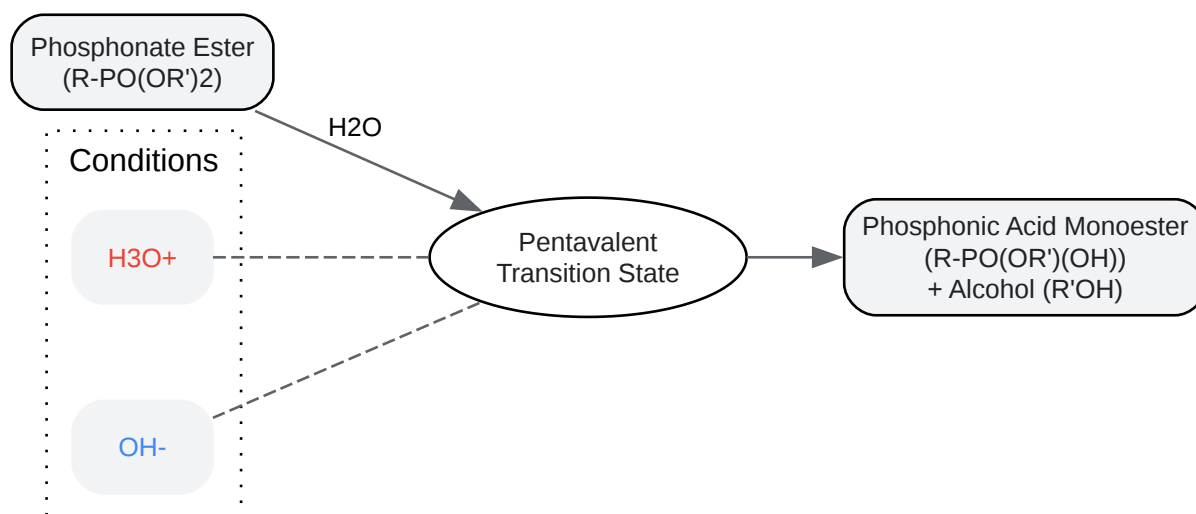 Phosphonate Ester
(R-PO(OR')2)
H2O
Conditions
H3O+
OH-
Pentavalent
Transition State
Phosphonic Acid Monoester
(R-PO(OR')(OH))
+ Alcohol (R'OH)